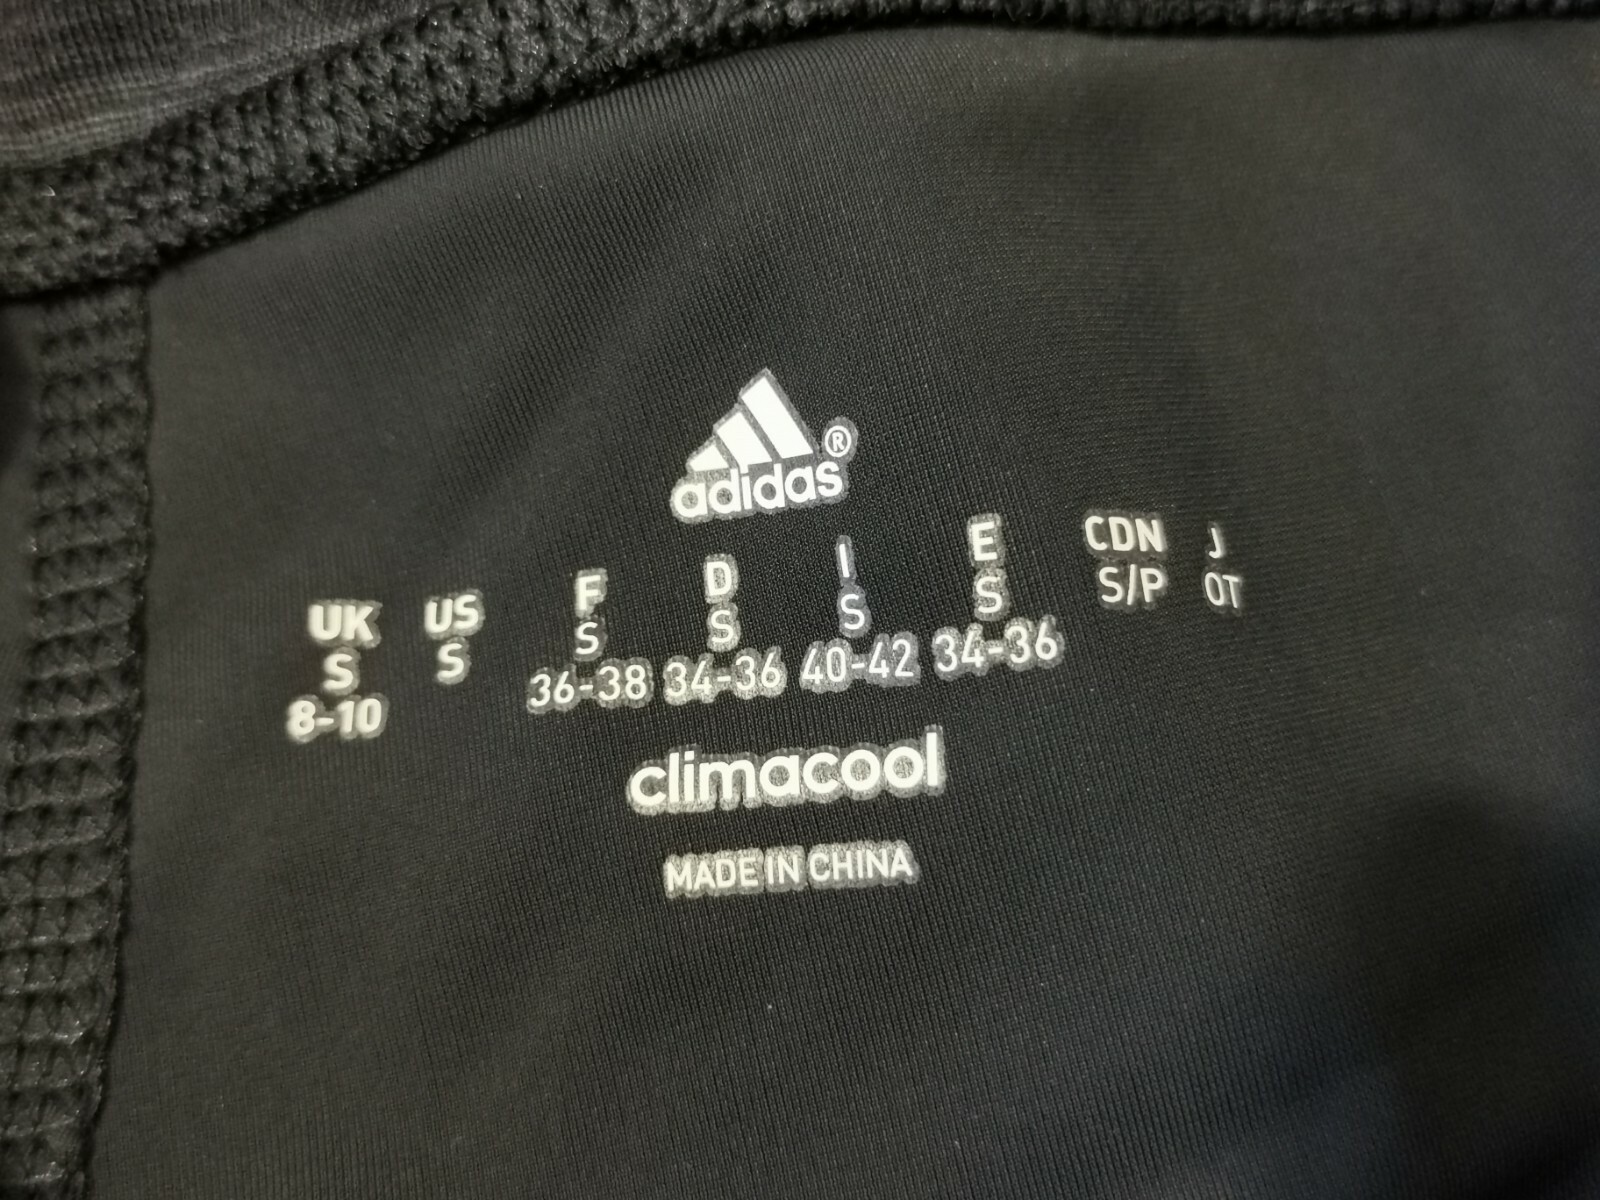 adidas®
UK US F D I E CDN J
S S S S S S S/P OT
8-10 36-38 34-36 40-42 34-36
climacool
MADE IN CHINA